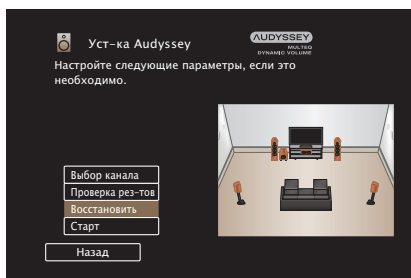 Уст-ка Audyssey
AUDYSSEY
MULTEQ
DYNAMIC VOLUME
Настройте следующие параметры, если это
необходимо.
Выбор канала
Проверка рез-тов
Восстановить
Старт
Назад